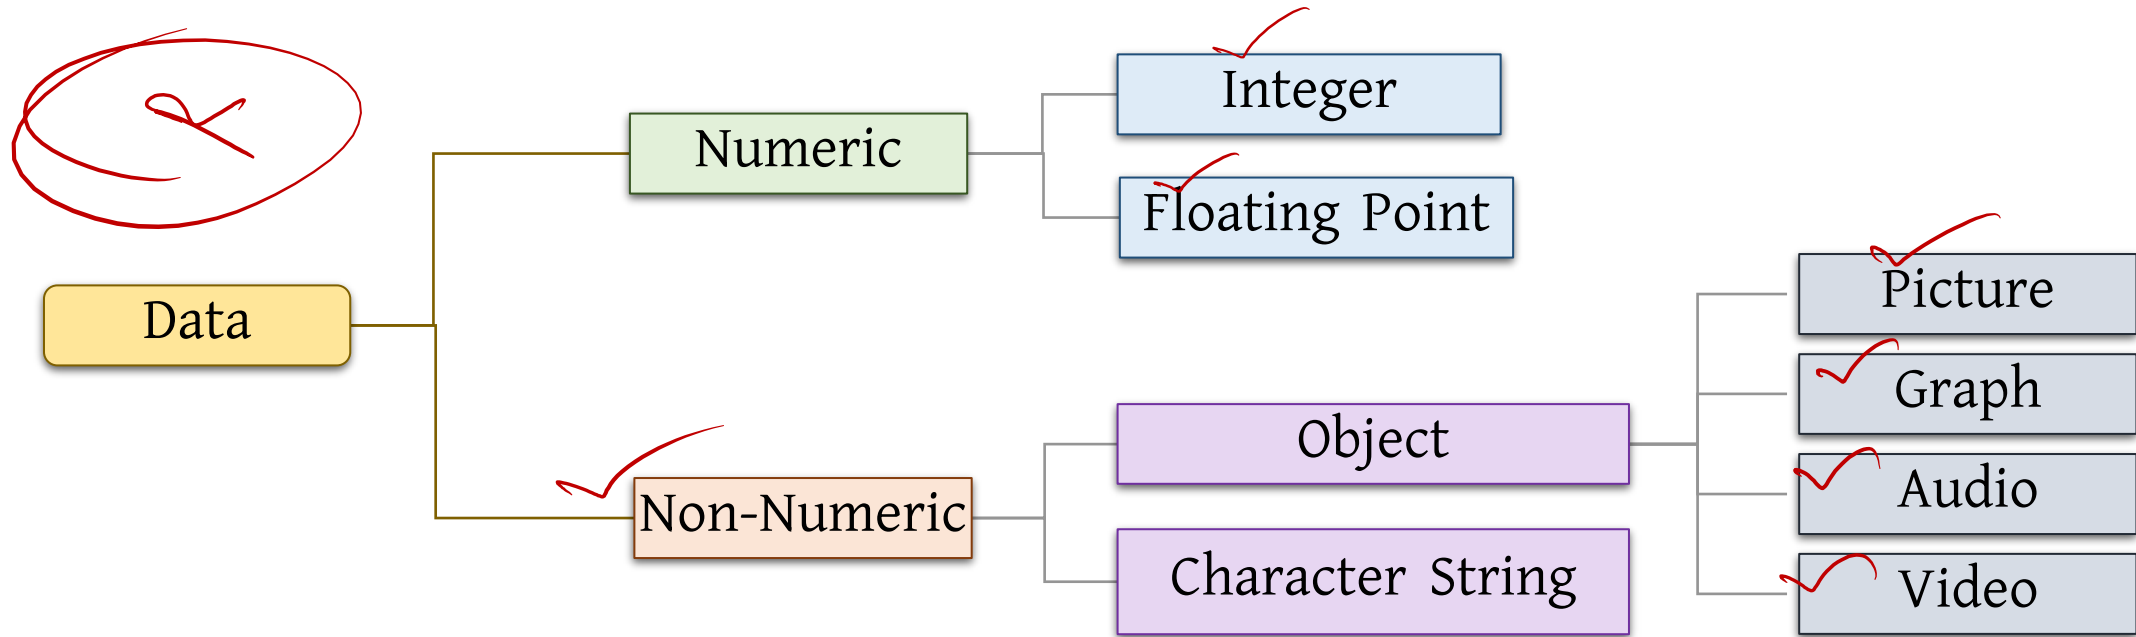 Integer
Numeric
Floating Point
Data
Picture
Graph
Object
Non-Numeric
Audio
Character String
Video